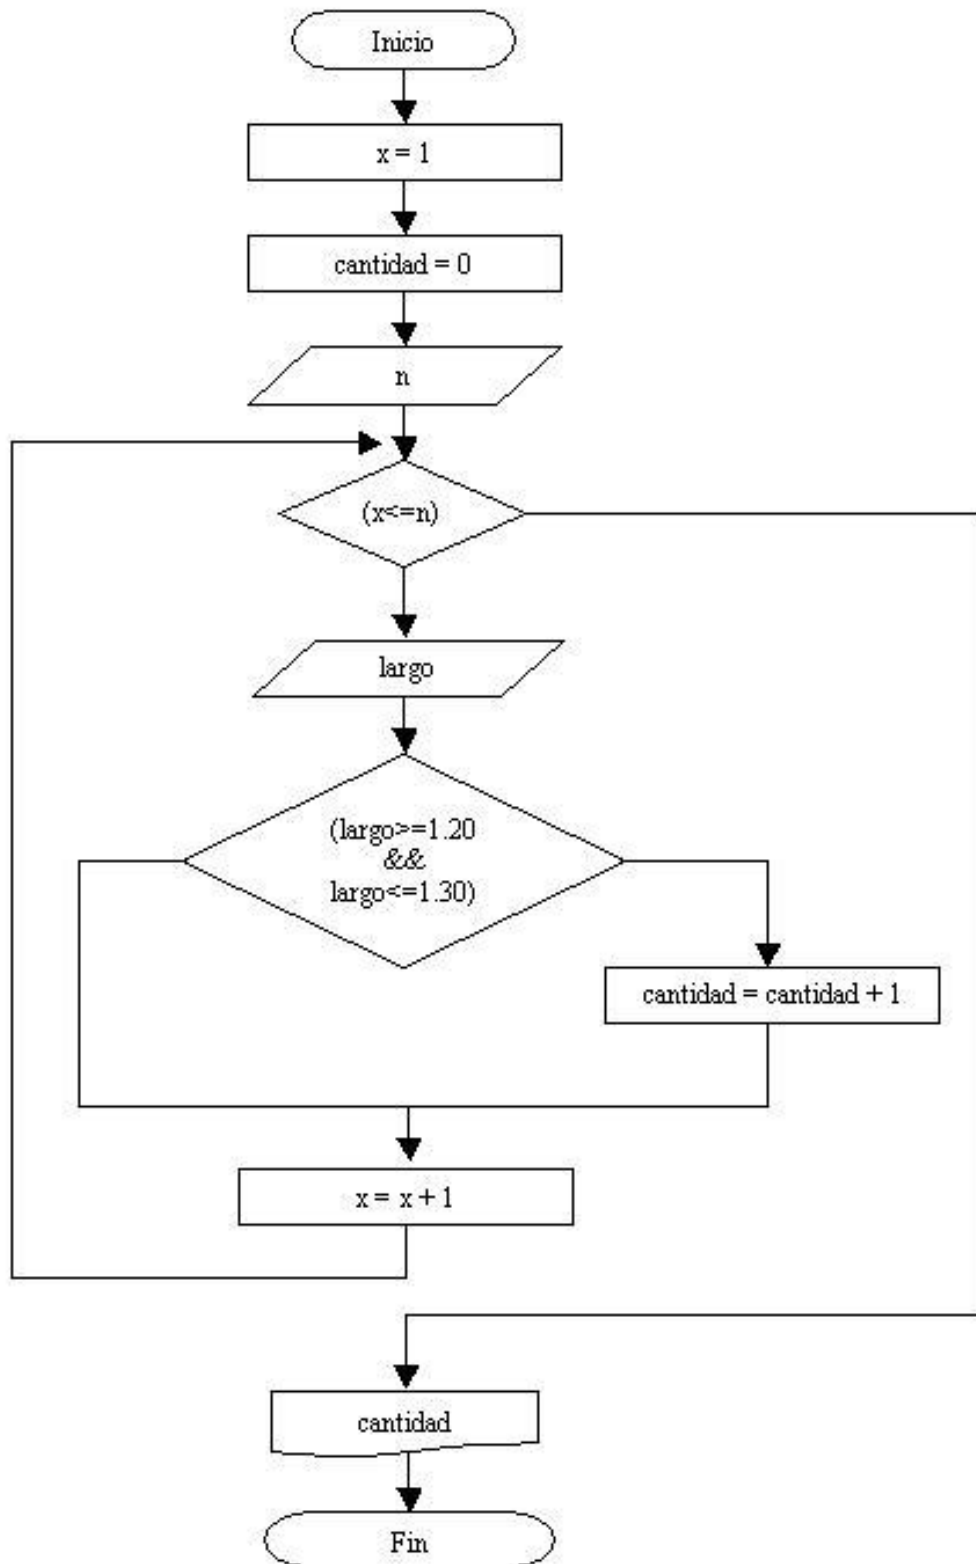 Inicio
x = 1
cantidad = 0
n
(x<=n)
largo
(largo>=1.20
&&
largo<=1.30)
cantidad = cantidad + 1
x = x + 1
cantidad
Fin